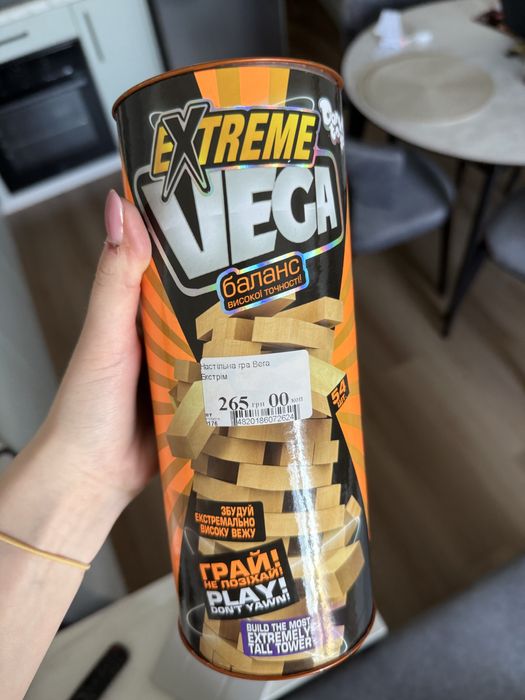 EXTREME
VEGA
баланс
високої точності!
Настільна гра Вега
Екстрім
265 грн 00 коп
4820186072624
54
ЗБУДУЙ
ЕКСТРЕМАЛЬНО
ВИСОКУ ВЕЖУ
ГРАЙ!
НЕ ПОЗІХАЙ!
PLAY!
DON'T YAWN!
BUILD THE MOST
EXTREMELY
TALL TOWER